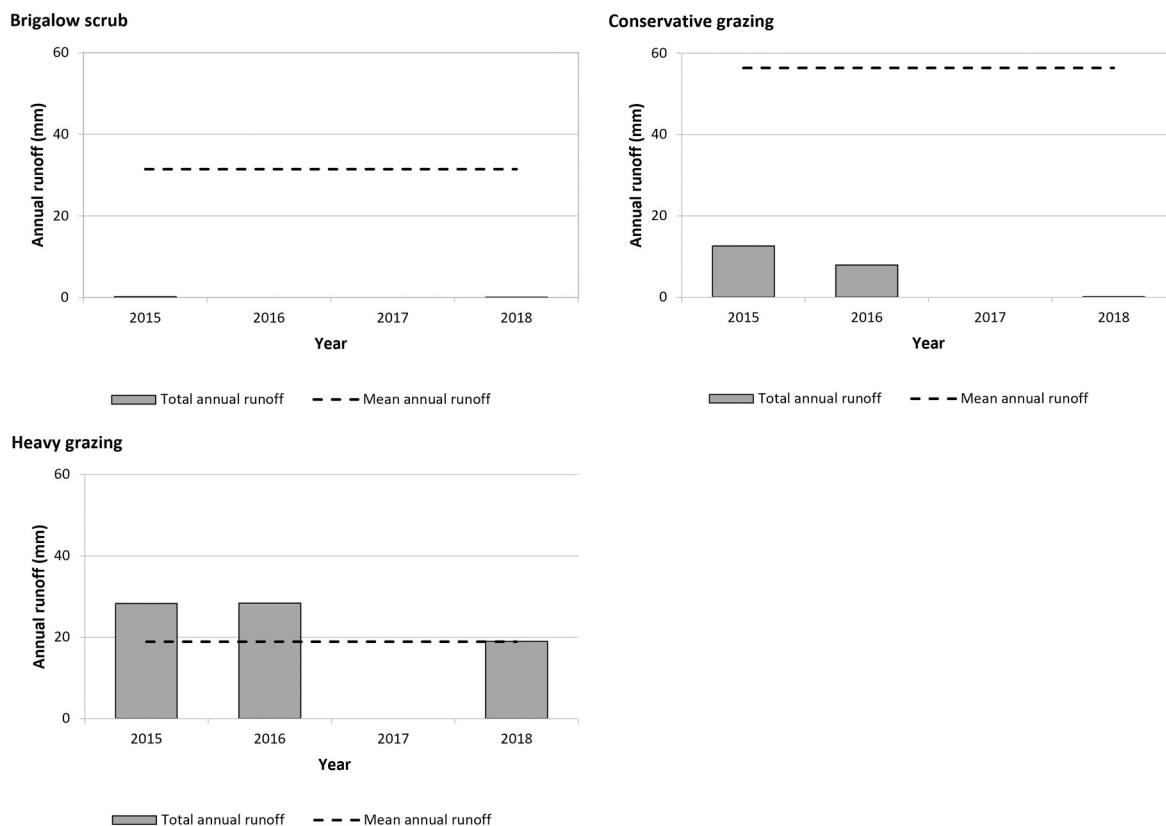 Brigalow scrub
Annual runoff (mm)
60
40
20
0
2015 2016 2017 2018
Year
Total annual runoff Mean annual runoff
Conservative grazing
Annual runoff (mm)
60
40
20
0
2015 2016 2017 2018
Year
Total annual runoff Mean annual runoff
Heavy grazing
Annual runoff (mm)
60
40
20
0
2015 2016 2017 2018
Year
Total annual runoff Mean annual runoff